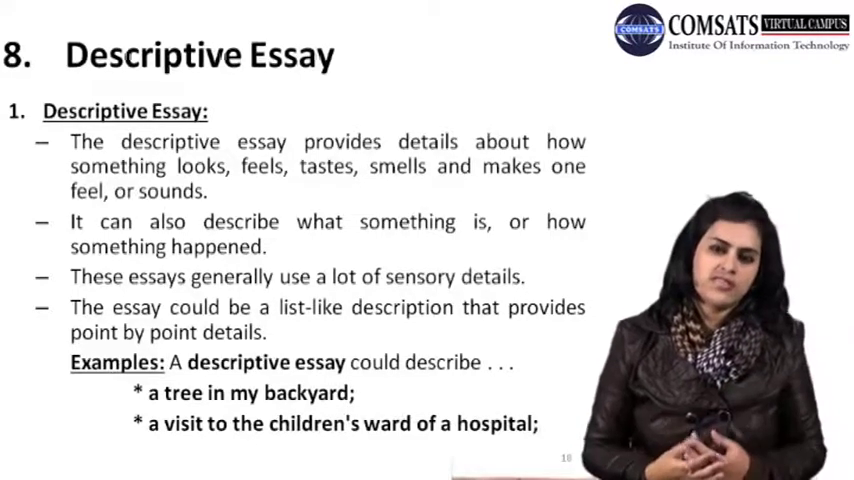 8. Descriptive Essay
COMSATS
COMSATS VIRTUAL CAMPUS
Institute Of Information Technology
1. Descriptive Essay:
– The descriptive essay provides details about how
something looks, feels, tastes, smells and makes one
feel, or sounds.
– It can also describe what something is, or how
something happened.
– These essays generally use a lot of sensory details.
– The essay could be a list-like description that provides
point by point details.
Examples: A descriptive essay could describe . . .
* a tree in my backyard;
* a visit to the children's ward of a hospital;
18